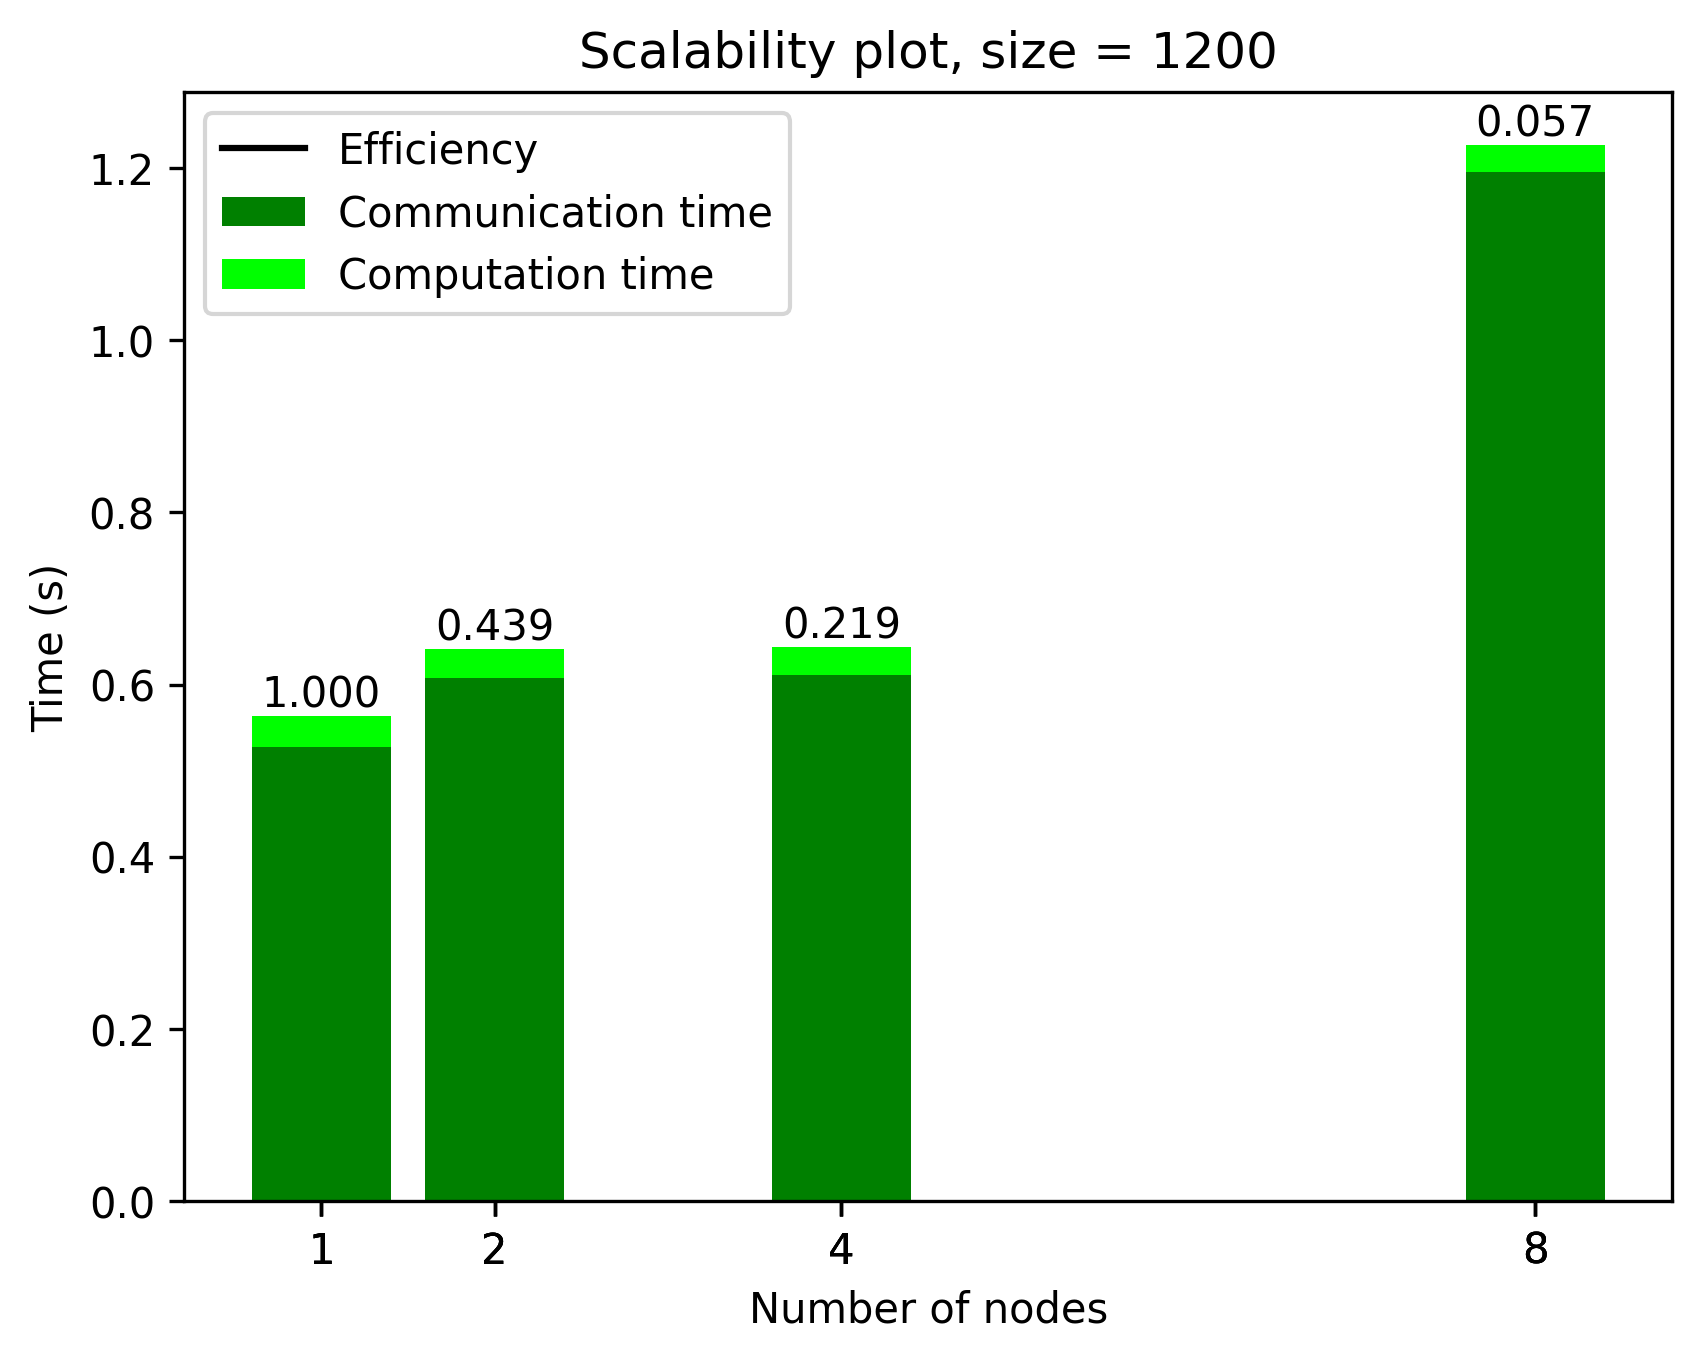 Scalability plot, size = 1200
Efficiency
Communication time
Computation time
0.057
0.439
0.219
1.000
1.2
1.0
0.8
0.6
0.4
0.2
0.0
Time (s)
1 2 4 8
Number of nodes